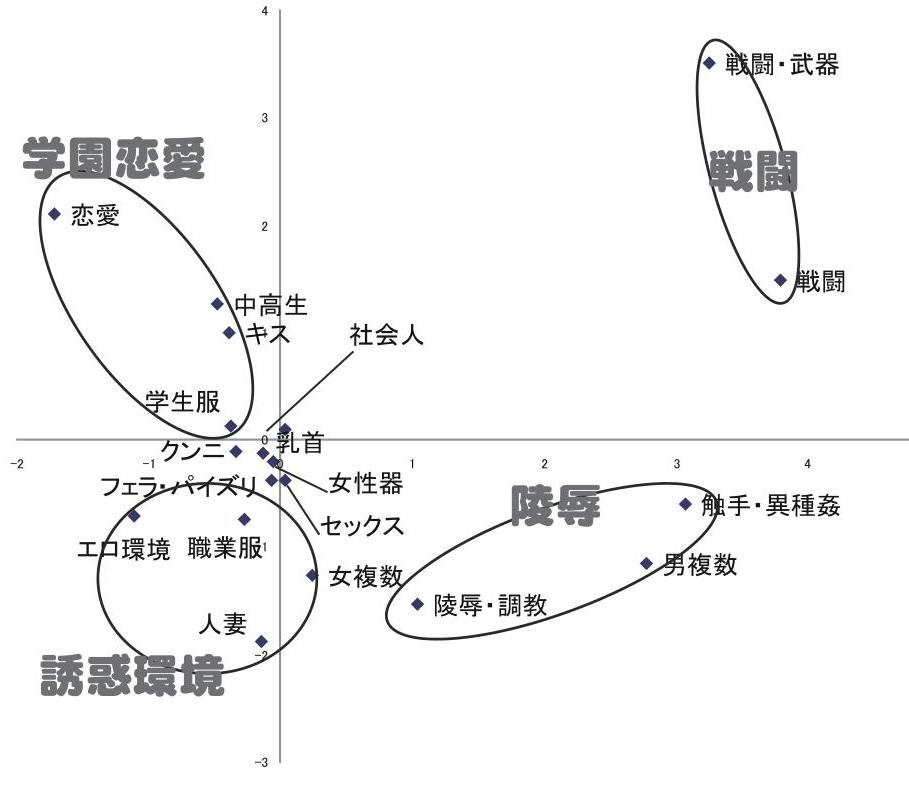 4
戦闘・武器
3
学園恋愛
戦闘
恋愛
2
戦闘
中高生
キス
1
社会人
学生服
0
乳首
クンニ
-2
-1
0
1
2
3
4
フェラ・パイズリ
女性器
陵辱
触手・異種姦
セックス
エロ環境
職業服
-1
男複数
女複数
陵辱・調教
人妻
-2
誘惑環境
-3